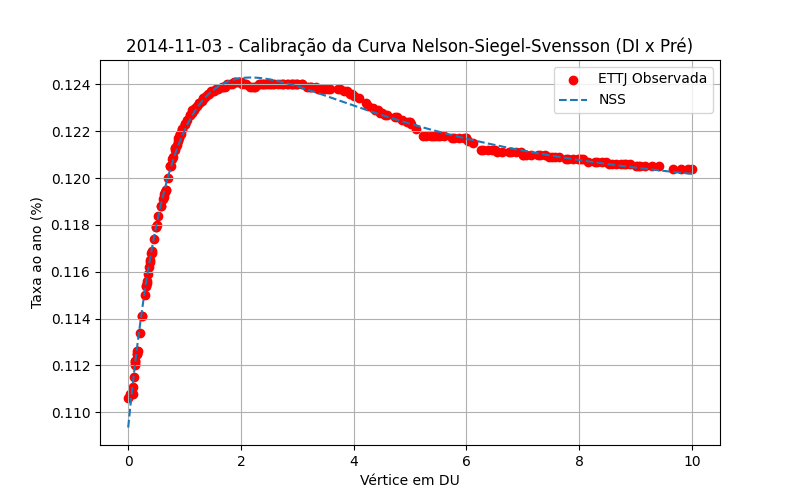 2014-11-03 - Calibração da Curva Nelson-Siegel-Svensson (DI x Pré)
ETTJ Observada
NSS
Taxa ao ano (%)
0.124
0.122
0.120
0.118
0.116
0.114
0.112
0.110
0 2 4 6 8 10
Vértice em DU